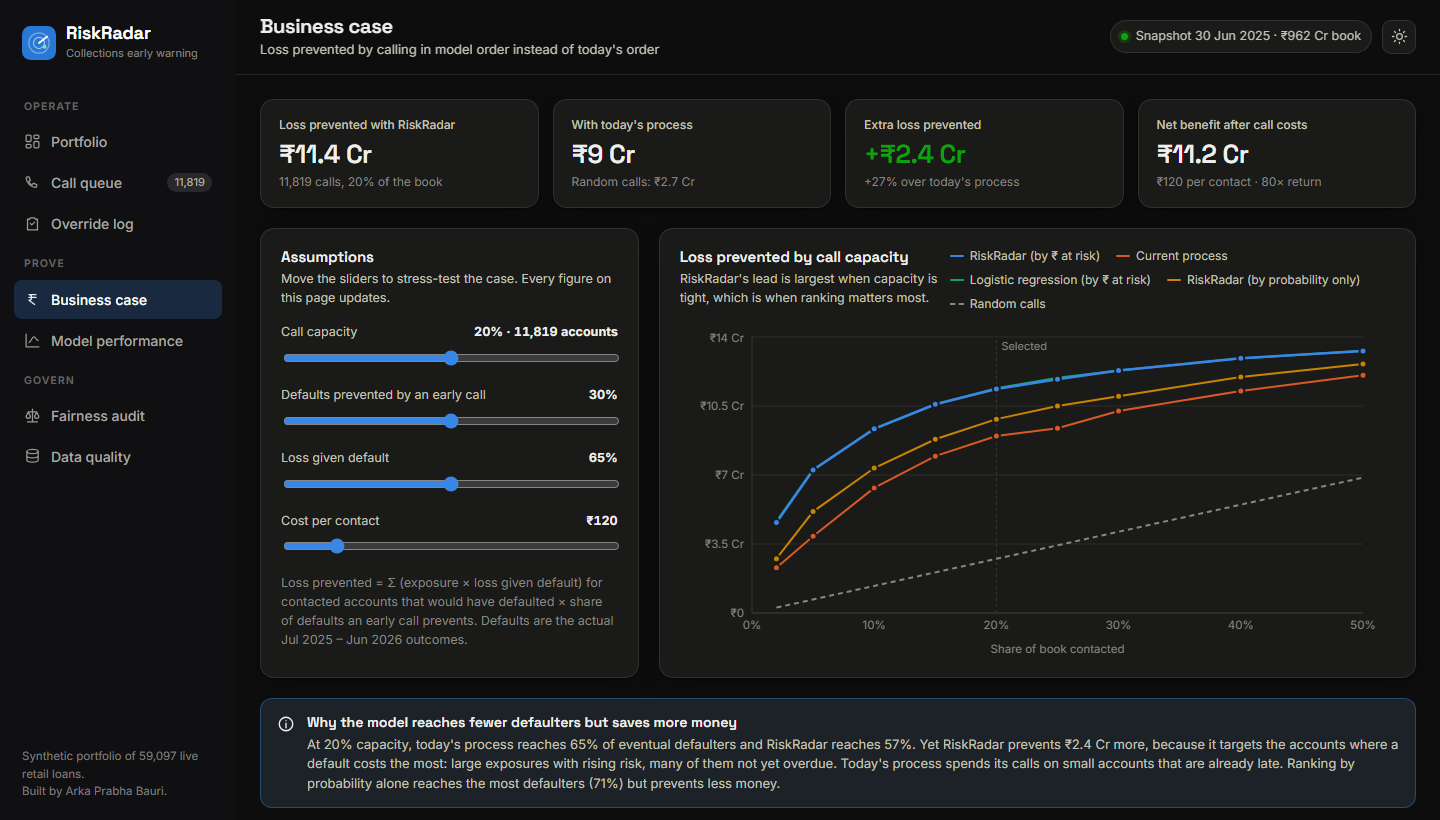 RiskRadar
Collections early warning
OPERATE
Portfolio
Call queue 11,819
Override log
PROVE
₹ Business case
Model performance
GOVERN
Fairness audit
Data quality
Synthetic portfolio of 59,097 live
retail loans.
Built by Arka Prabha Bauri.
Business case
Loss prevented by calling in model order instead of today's order
Snapshot 30 Jun 2025 · ₹962 Cr book
Loss prevented with RiskRadar
₹11.4 Cr
11,819 calls, 20% of the book
With today's process
₹9 Cr
Random calls: ₹2.7 Cr
Extra loss prevented
+₹2.4 Cr
+27% over today's process
Net benefit after call costs
₹11.2 Cr
₹120 per contact · 80× return
Assumptions
Move the sliders to stress-test the case. Every figure on
this page updates.
Call capacity 20% · 11,819 accounts
Defaults prevented by an early call 30%
Loss given default 65%
Cost per contact ₹120
Loss prevented = Σ (exposure × loss given default) for
contacted accounts that would have defaulted × share
of defaults an early call prevents. Defaults are the actual
Jul 2025 – Jun 2026 outcomes.
Loss prevented by call capacity
RiskRadar's lead is largest when capacity is
tight, which is when ranking matters most.
RiskRadar (by ₹ at risk) Current process
Logistic regression (by ₹ at risk) RiskRadar (by probability only)
Random calls
₹14 Cr
Selected
₹10.5 Cr
₹7 Cr
₹3.5 Cr
₹0
0% 10% 20% 30% 40% 50%
Share of book contacted
Why the model reaches fewer defaulters but saves more money
At 20% capacity, today's process reaches 65% of eventual defaulters and RiskRadar reaches 57%. Yet RiskRadar prevents ₹2.4 Cr more, because it targets the accounts where a
default costs the most: large exposures with rising risk, many of them not yet overdue. Today's process spends its calls on small accounts that are already late. Ranking by
probability alone reaches the most defaulters (71%) but prevents less money.